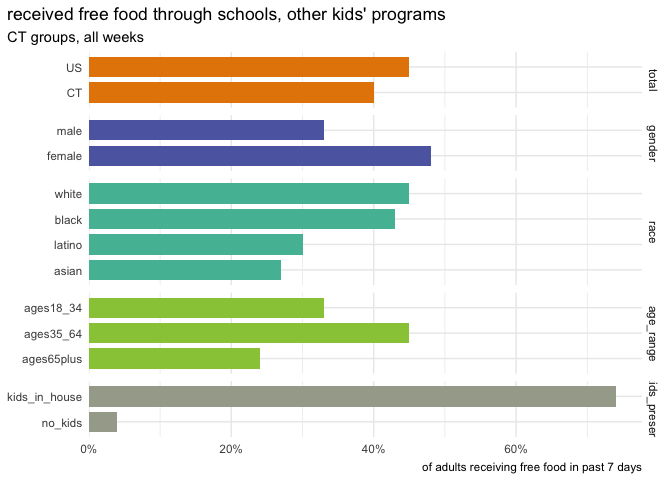 received free food through schools, other kids' programs
CT groups, all weeks
US
CT
total
male
female
gender
white
black
latino
asian
race
ages18_34
ages35_64
ages65plus
age_range
kids_in_house
no_kids
ids_preser
0%
20%
40%
60%
of adults receiving free food in past 7 days